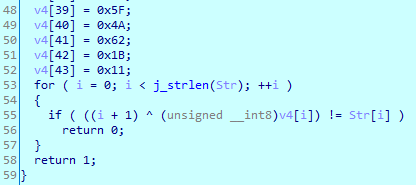 48 v4[39] = 0x5F;
49 v4[40] = 0x4A;
50 v4[41] = 0x62;
51 v4[42] = 0x1B;
52 v4[43] = 0x11;
53 for ( i = 0; i < j_strlen(Str); ++i )
54 {
55 if ( ((i + 1) ^ (unsigned __int8)v4[i]) != Str[i] )
56 return 0;
57 }
58 return 1;
59 }